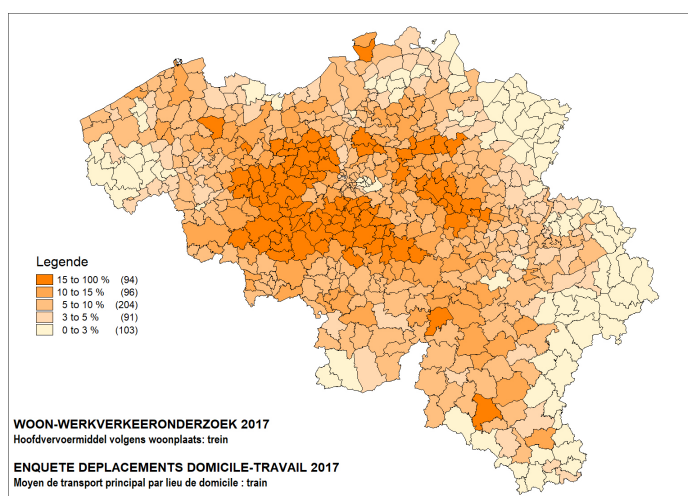 Legende
15 to 100 % (94)
10 to 15 % (96)
5 to 10 % (204)
3 to 5 % (91)
0 to 3 % (103)
WOON-WERKVERKEERONDERZOEK 2017
Hoofdvervoermiddel volgens woonplaats: trein
ENQUETE DEPLACEMENTS DOMICILE-TRAVAIL 2017
Moyen de transport principal par lieu de domicile : train